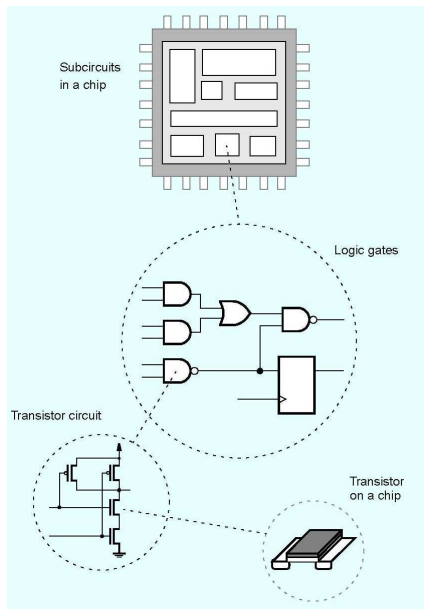 Subcircuits
in a chip
Logic gates
Transistor circuit
Transistor
on a chip